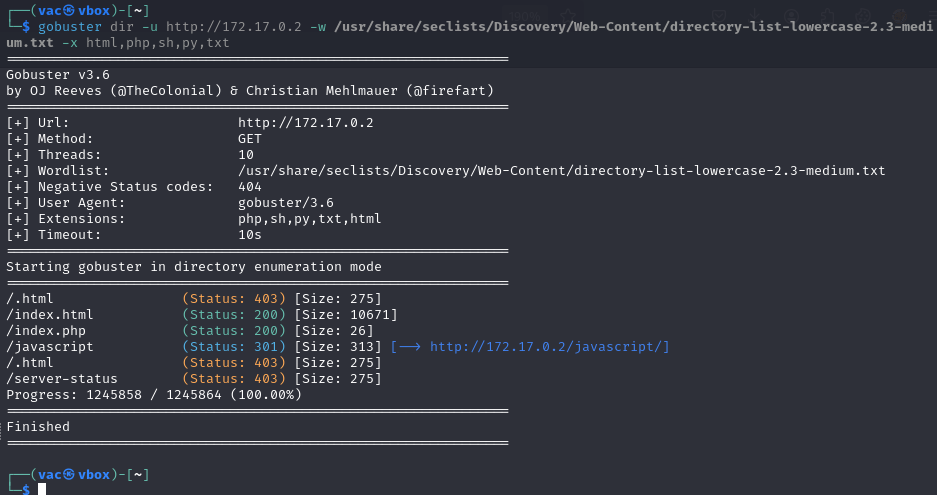 ┌──(vac㉿vbox)-[~]
└─$ gobuster dir -u http://172.17.0.2 -w /usr/share/seclists/Discovery/Web-Content/directory-list-lowercase-2.3-medi
um.txt -x html,php,sh,py,txt
===============================================================
Gobuster v3.6
by OJ Reeves (@TheColonial) & Christian Mehlmauer (@firefart)
===============================================================
[+] Url:                     http://172.17.0.2
[+] Method:                  GET
[+] Threads:                 10
[+] Wordlist:                /usr/share/seclists/Discovery/Web-Content/directory-list-lowercase-2.3-medium.txt
[+] Negative Status codes:   404
[+] User Agent:              gobuster/3.6
[+] Extensions:              php,sh,py,txt,html
[+] Timeout:                 10s
===============================================================
Starting gobuster in directory enumeration mode
===============================================================
/.html                (Status: 403) [Size: 275]
/index.html           (Status: 200) [Size: 10671]
/index.php            (Status: 200) [Size: 26]
/javascript           (Status: 301) [Size: 313] [--> http://172.17.0.2/javascript/]
/.html                (Status: 403) [Size: 275]
/server-status        (Status: 403) [Size: 275]
Progress: 1245858 / 1245864 (100.00%)
===============================================================
Finished
===============================================================
┌──(vac㉿vbox)-[~]
└─$